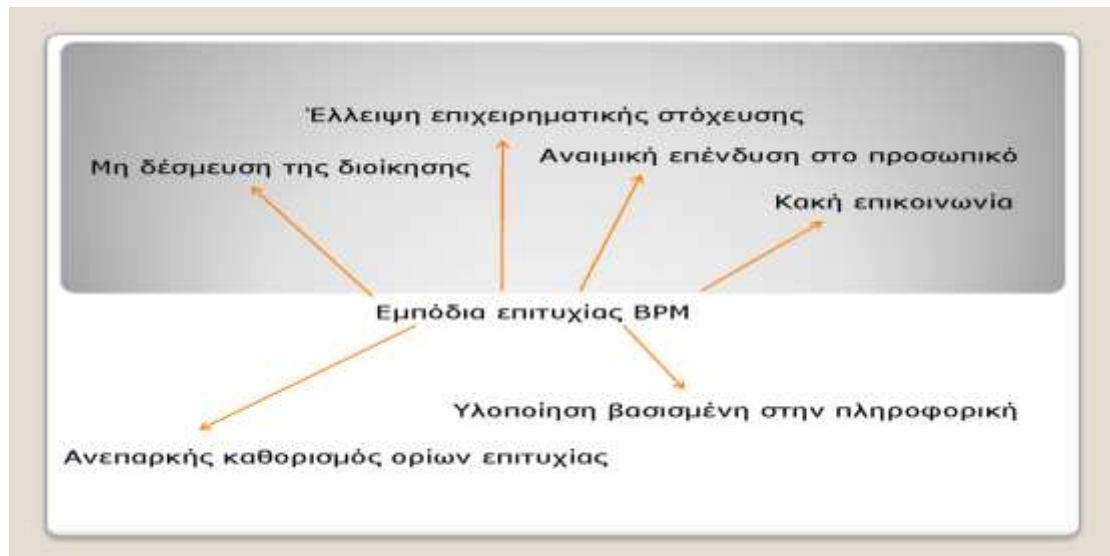 Έλλειψη επιχειρηματικής στόχευσης
Μη δέσμευση της διοίκησης
Αναιμική επένδυση στο προσωπικό
Κακή επικοινωνία
Εμπόδια επιτυχίας BPM
Υλοποίηση βασισμένη στην πληροφορική
Ανεπαρκής καθορισμός ορίων επιτυχίας